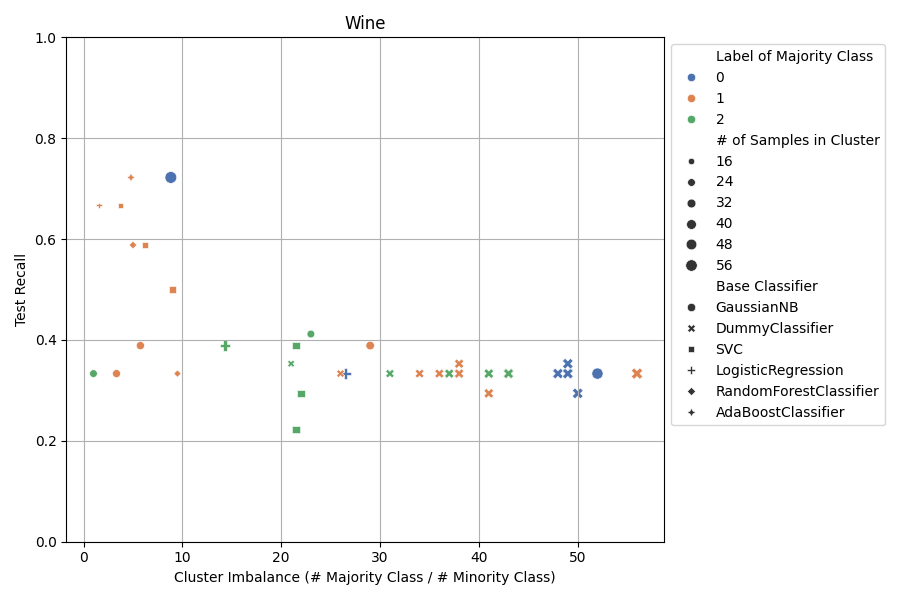 Wine
1.0
0.8
0.6
0.4
0.2
0.0
Test Recall
0 10 20 30 40 50
Cluster Imbalance (# Majority Class / # Minority Class)
Label of Majority Class
0
1
2
# of Samples in Cluster
16
24
32
40
48
56
Base Classifier
GaussianNB
DummyClassifier
SVC
LogisticRegression
RandomForestClassifier
AdaBoostClassifier